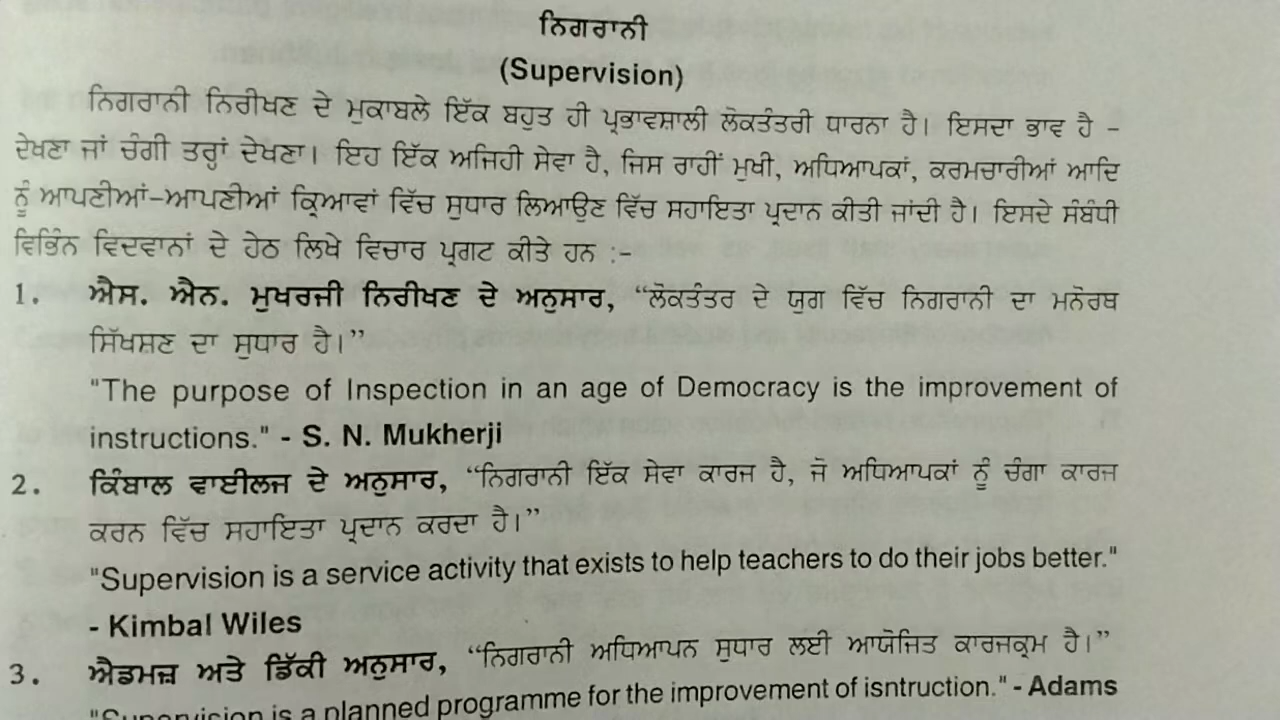 ਨਿਗਰਾਨੀ
(Supervision)
ਨਿਗਰਾਨੀ ਨਿਰੀਖਣ ਦੇ ਮੁਕਾਬਲੇ ਇੱਕ ਬਹੁਤ ਹੀ ਪ੍ਰਭਾਵਸ਼ਾਲੀ ਲੋਕਤੰਤਰੀ ਧਾਰਨਾ ਹੈ। ਇਸਦਾ ਭਾਵ ਹੈ -
ਦੇਖਣਾ ਜਾਂ ਚੰਗੀ ਤਰ੍ਹਾਂ ਦੇਖਣਾ। ਇਹ ਇੱਕ ਅਜਿਹੀ ਸੇਵਾ ਹੈ, ਜਿਸ ਰਾਹੀਂ ਮੁਖੀ, ਅਧਿਆਪਕਾਂ, ਕਰਮਚਾਰੀਆਂ ਆਦਿ
ਨੂੰ ਆਪਣੀਆਂ-ਆਪਣੀਆਂ ਕ੍ਰਿਆਵਾਂ ਵਿੱਚ ਸੁਧਾਰ ਲਿਆਉਣ ਵਿੱਚ ਸਹਾਇਤਾ ਪ੍ਰਦਾਨ ਕੀਤੀ ਜਾਂਦੀ ਹੈ। ਇਸਦੇ ਸੰਬੰਧੀ
ਵਿਭਿੰਨ ਵਿਦਵਾਨਾਂ ਦੇ ਹੇਠ ਲਿਖੇ ਵਿਚਾਰ ਪ੍ਰਗਟ ਕੀਤੇ ਹਨ :-
1. ਐਸ. ਐਨ. ਮੁਖਰਜੀ ਨਿਰੀਖਣ ਦੇ ਅਨੁਸਾਰ, “ਲੋਕਤੰਤਰ ਦੇ ਯੁਗ ਵਿੱਚ ਨਿਗਰਾਨੀ ਦਾ ਮਨੋਰਥ
ਸਿੱਖਸ਼ਣ ਦਾ ਸੁਧਾਰ ਹੈ।”
"The purpose of Inspection in an age of Democracy is the improvement of
instructions." - S. N. Mukherji
2. ਕਿੰਬਾਲ ਵਾਈਲਜ ਦੇ ਅਨੁਸਾਰ, “ਨਿਗਰਾਨੀ ਇੱਕ ਸੇਵਾ ਕਾਰਜ ਹੈ, ਜੋ ਅਧਿਆਪਕਾਂ ਨੂੰ ਚੰਗਾ ਕਾਰਜ
ਕਰਨ ਵਿੱਚ ਸਹਾਇਤਾ ਪ੍ਰਦਾਨ ਕਰਦਾ ਹੈ।”
"Supervision is a service activity that exists to help teachers to do their jobs better."
- Kimbal Wiles
3. ਐਡਮਜ਼ ਅਤੇ ਡਿੱਕੀ ਅਨੁਸਾਰ, “ਨਿਗਰਾਨੀ ਅਧਿਆਪਨ ਸੁਧਾਰ ਲਈ ਆਯੋਜਿਤ ਕਾਰਜਕ੍ਰਮ ਹੈ।”
"Supervision is a planned programme for the improvement of isntruction." - Adams